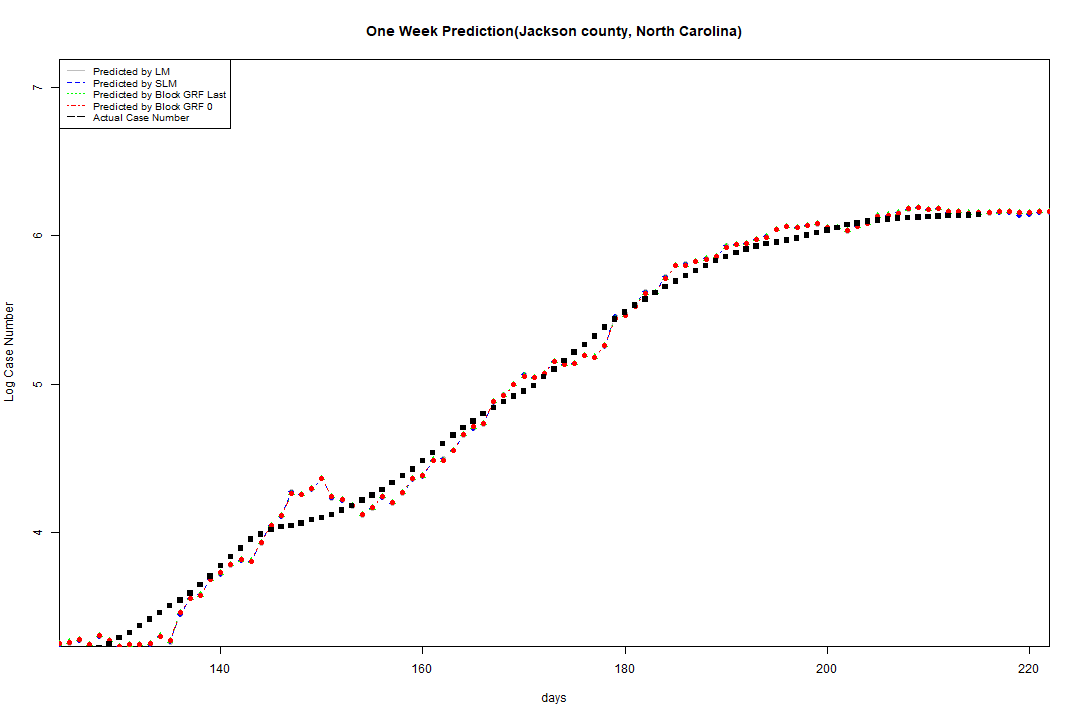 One Week Prediction(Jackson county, North Carolina)
Predicted by LM
Predicted by SLM
Predicted by Block GRF Last
Predicted by Block GRF 0
Actual Case Number
7
6
5
4
Log Case Number
140 160 180 200 220
days